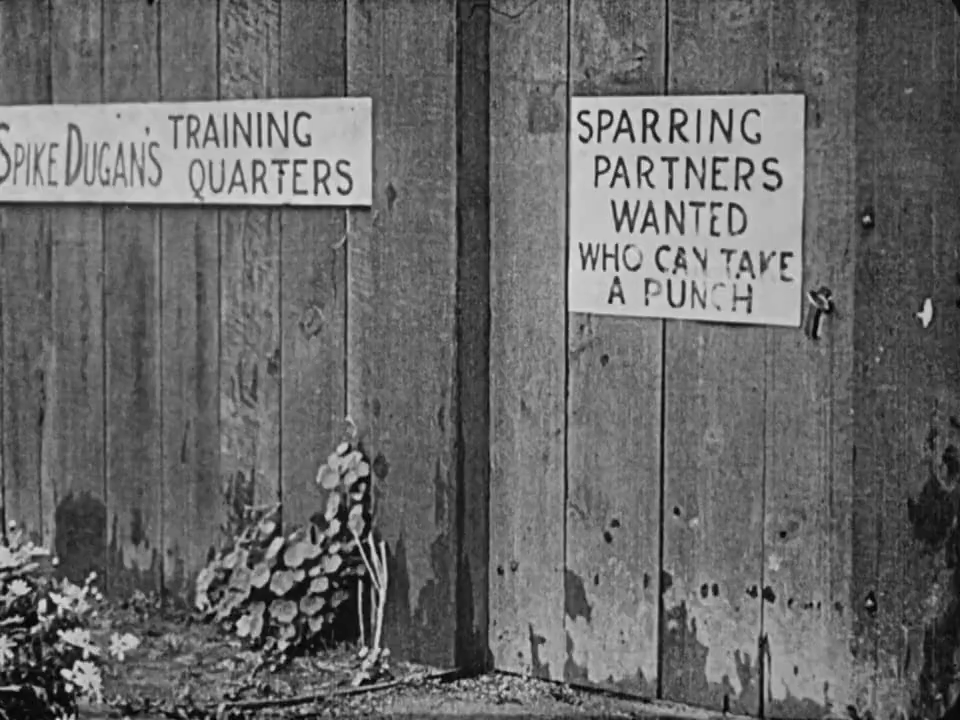 SPIKE DUGAN'S TRAINING
QUARTERS
SPARRING
PARTNERS
WANTED
WHO CAN TAKE
A PUNCH